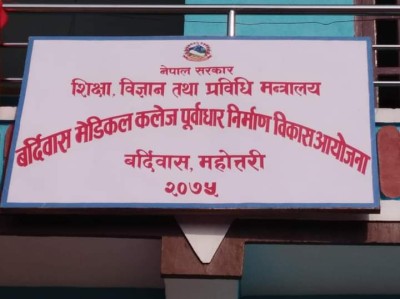 नेपाल सरकार
शिक्षा, विज्ञान तथा प्रविधि मन्त्रालय
बर्दिवास मेडिकल कलेज पूर्वाधार निर्माण विकास आयोजना
बर्दिवास, महोत्तरी
२०७५